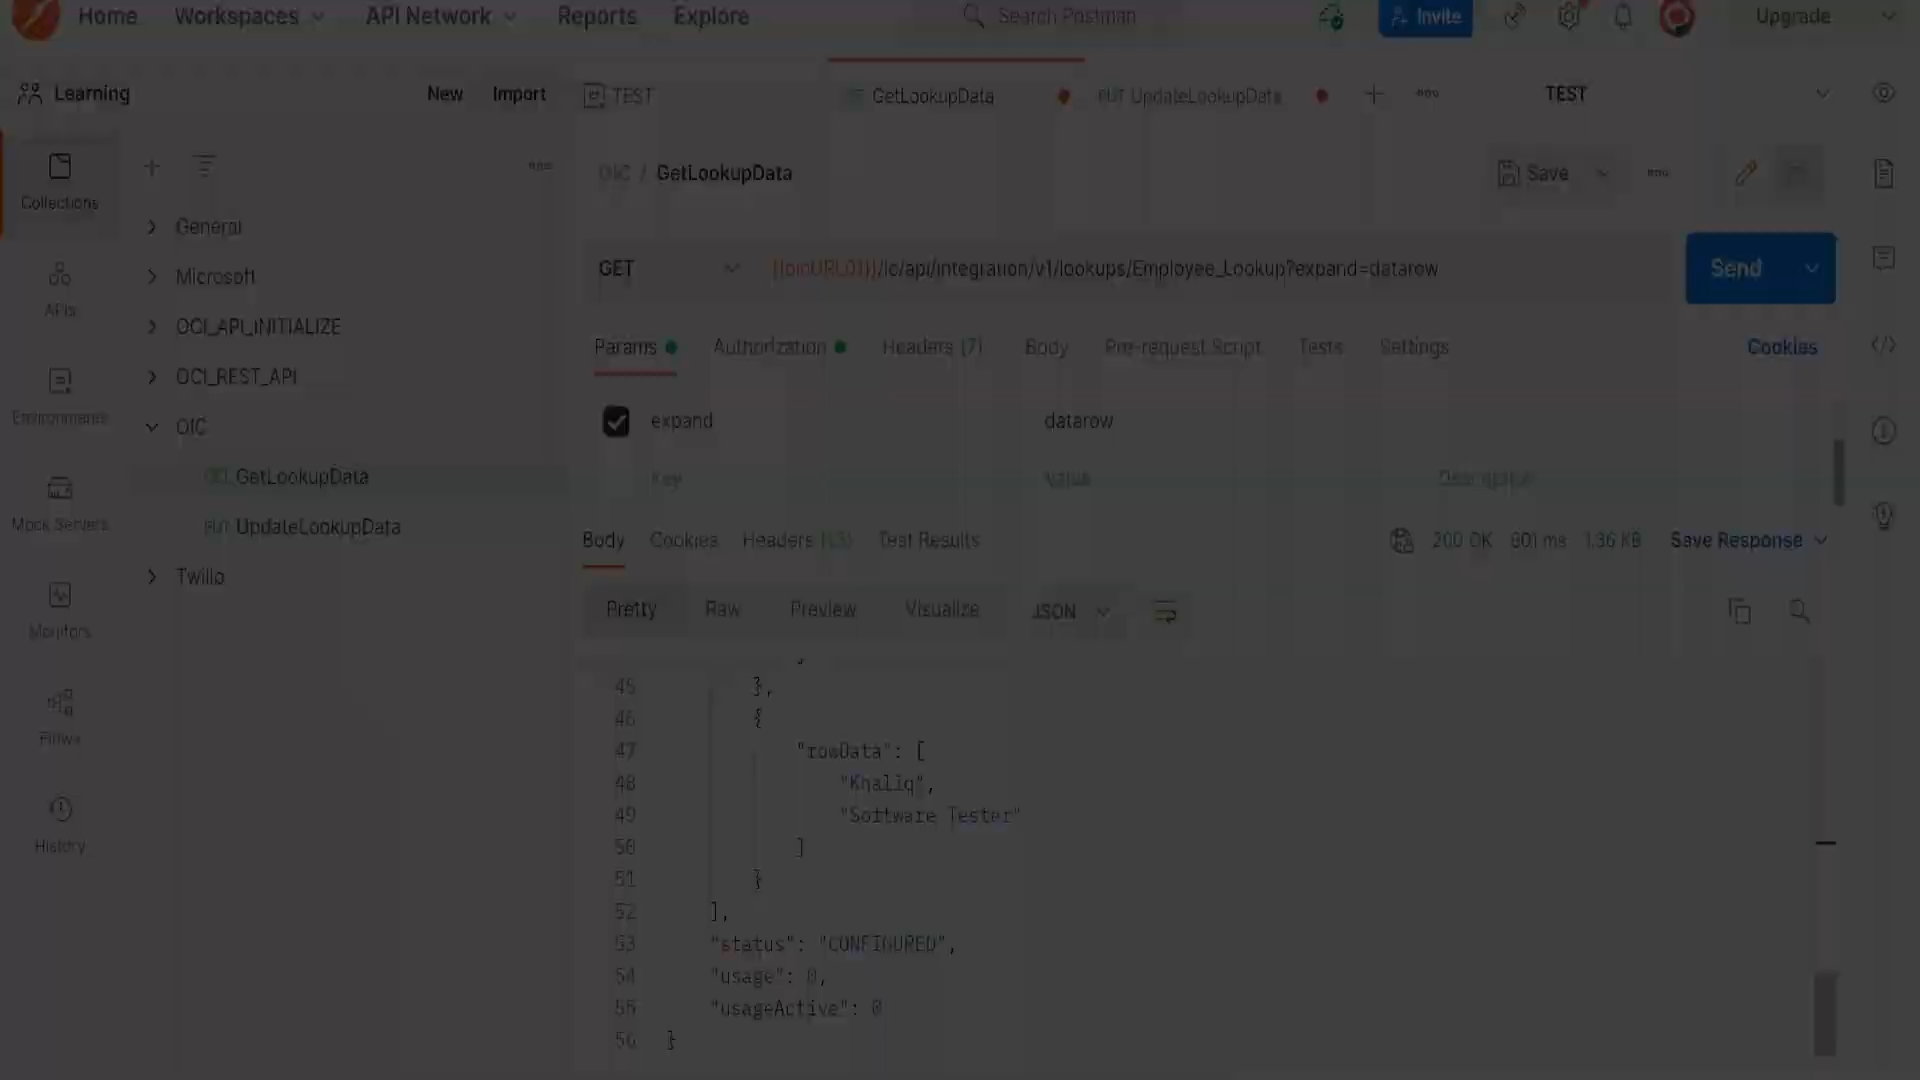 Home Workspaces API Network Reports Explore Search Postman Invite Upgrade
Learning New Import TEST GetLookupData PUT UpdateLookupData + TEST
Collections
OIC / GetLookupData Save
General
GET /ic/api/integration/v1/lookups/Employee_Lookup?expand=datarow Send
Microsoft
APIs
OCI_API_INITIALIZE
Params Authorization Headers (7) Body Pre-request Script Tests Settings Cookies
OCI_REST_API
Environments
OIC
expand datarow
GetLookupData
Key Value Description
Mock Servers
PUT UpdateLookupData
Body Cookies Headers (13) Test Results 200 OK 801 ms 1.36 KB Save Response
Twilio
Pretty Raw Preview Visualize JSON
Monitors
45 },
46 {
Flows
47 "rowData": [
48 "Khaliq",
49 "Software Tester"
History
50 ]
51 }
52 ],
53 "status": "CONFIGURED",
54 "usage": 0,
55 "usageActive": 0
56 }